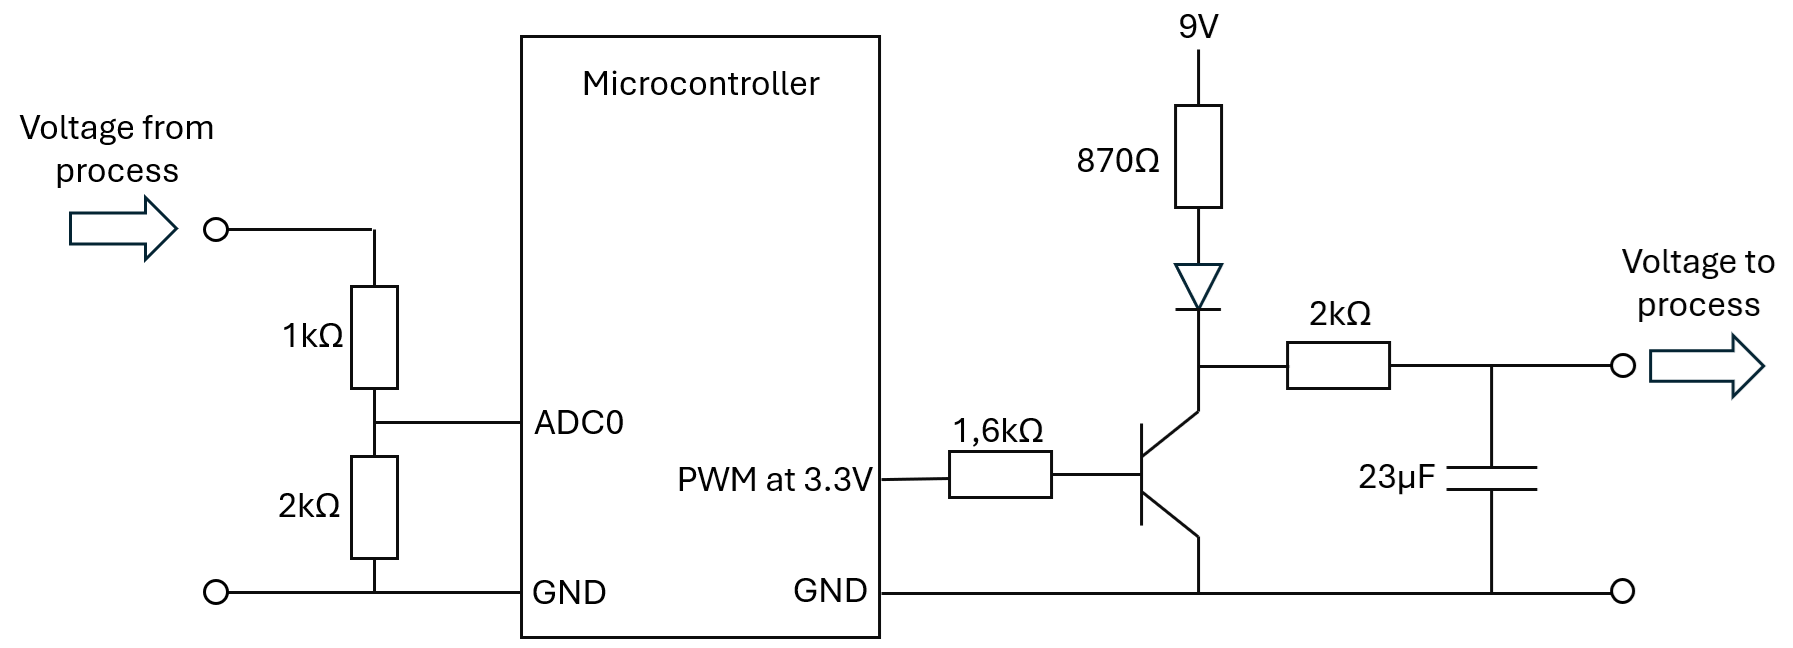 9V
Microcontroller
Voltage from
process
870Ω
Voltage to
process
2kΩ
1kΩ
ADC0
1,6kΩ
PWM at 3.3V
23µF
2kΩ
GND
GND